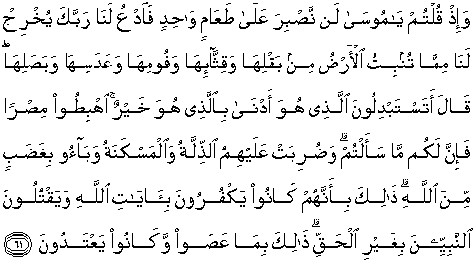 وَإِذْ قُلْتُمْ يَـٰمُوسَىٰ لَن نَّصْبِرَ عَلَىٰ طَعَامٍ وَٰحِدٍ فَٱدْعُ لَنَا رَبَّكَ يُخْرِجْ
لَنَا مِمَّا تُنۢبِتُ ٱلْأَرْضُ مِنۢ بَقْلِهَا وَقِثَّآئِهَا وَفُومِهَا وَعَدَسِهَا وَبَصَلِهَا ۖ
قَالَ أَتَسْتَبْدِلُونَ ٱلَّذِى هُوَ أَدْنَىٰ بِٱلَّذِى هُوَ خَيْرٌ ۚ ٱهْبِطُوا۟ مِصْرًا
فَإِنَّ لَكُم مَّا سَأَلْتُمْ ۗ وَضُرِبَتْ عَلَيْهِمُ ٱلذِّلَّةُ وَٱلْمَسْكَنَةُ وَبَآءُو بِغَضَبٍ
مِّنَ ٱللَّهِ ۗ ذَٰلِكَ بِأَنَّهُمْ كَانُوا۟ يَكْفُرُونَ بِـَٔايَـٰتِ ٱللَّهِ وَيَقْتُلُونَ
ٱلنَّبِيِّـۧنَ بِغَيْرِ ٱلْحَقِّ ۗ ذَٰلِكَ بِمَا عَصَوا۟ وَّكَانُوا۟ يَعْتَدُونَ ٦١